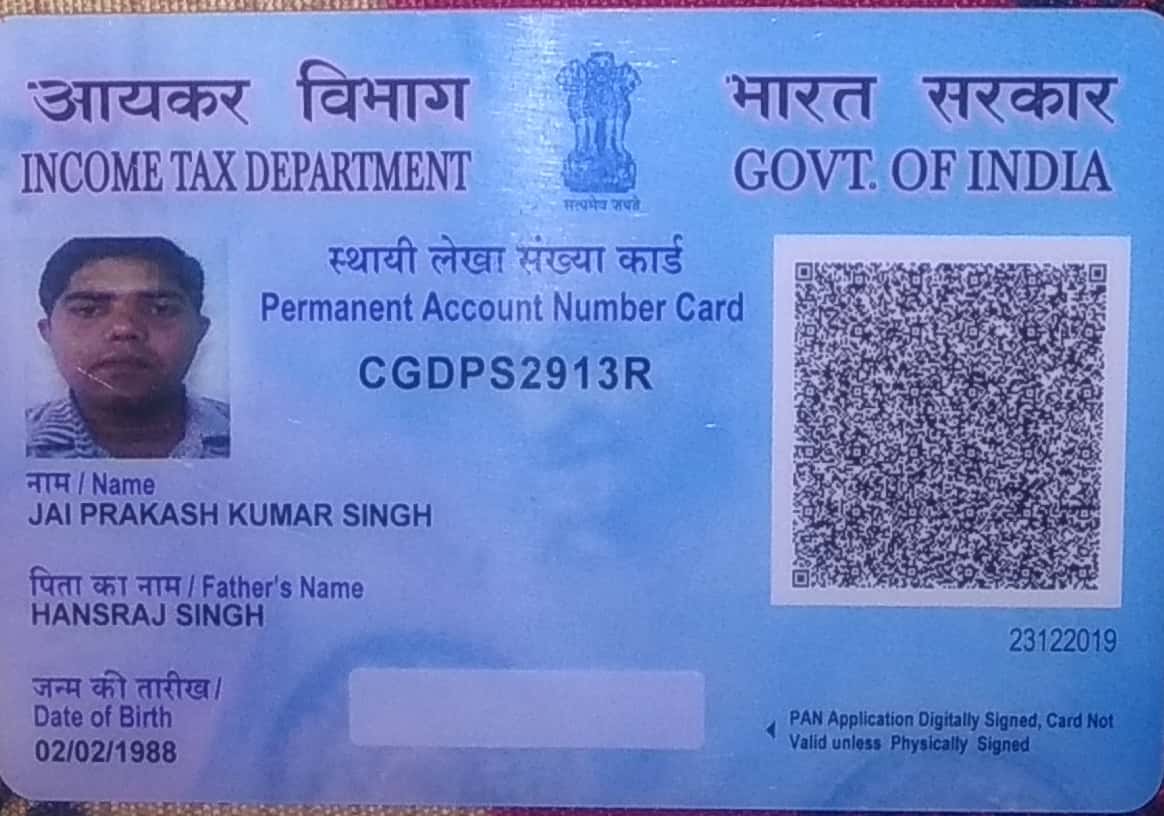 आयकर विभाग
INCOME TAX DEPARTMENT
सत्यमेव जयते
भारत सरकार
GOVT. OF INDIA
स्थायी लेखा संख्या कार्ड
Permanent Account Number Card
CGDPS2913R
नाम / Name
JAI PRAKASH KUMAR SINGH
पिता का नाम / Father's Name
HANSRAJ SINGH
23122019
जन्म की तारीख /
Date of Birth
02/02/1988
PAN Application Digitally Signed, Card Not
Valid unless Physically Signed